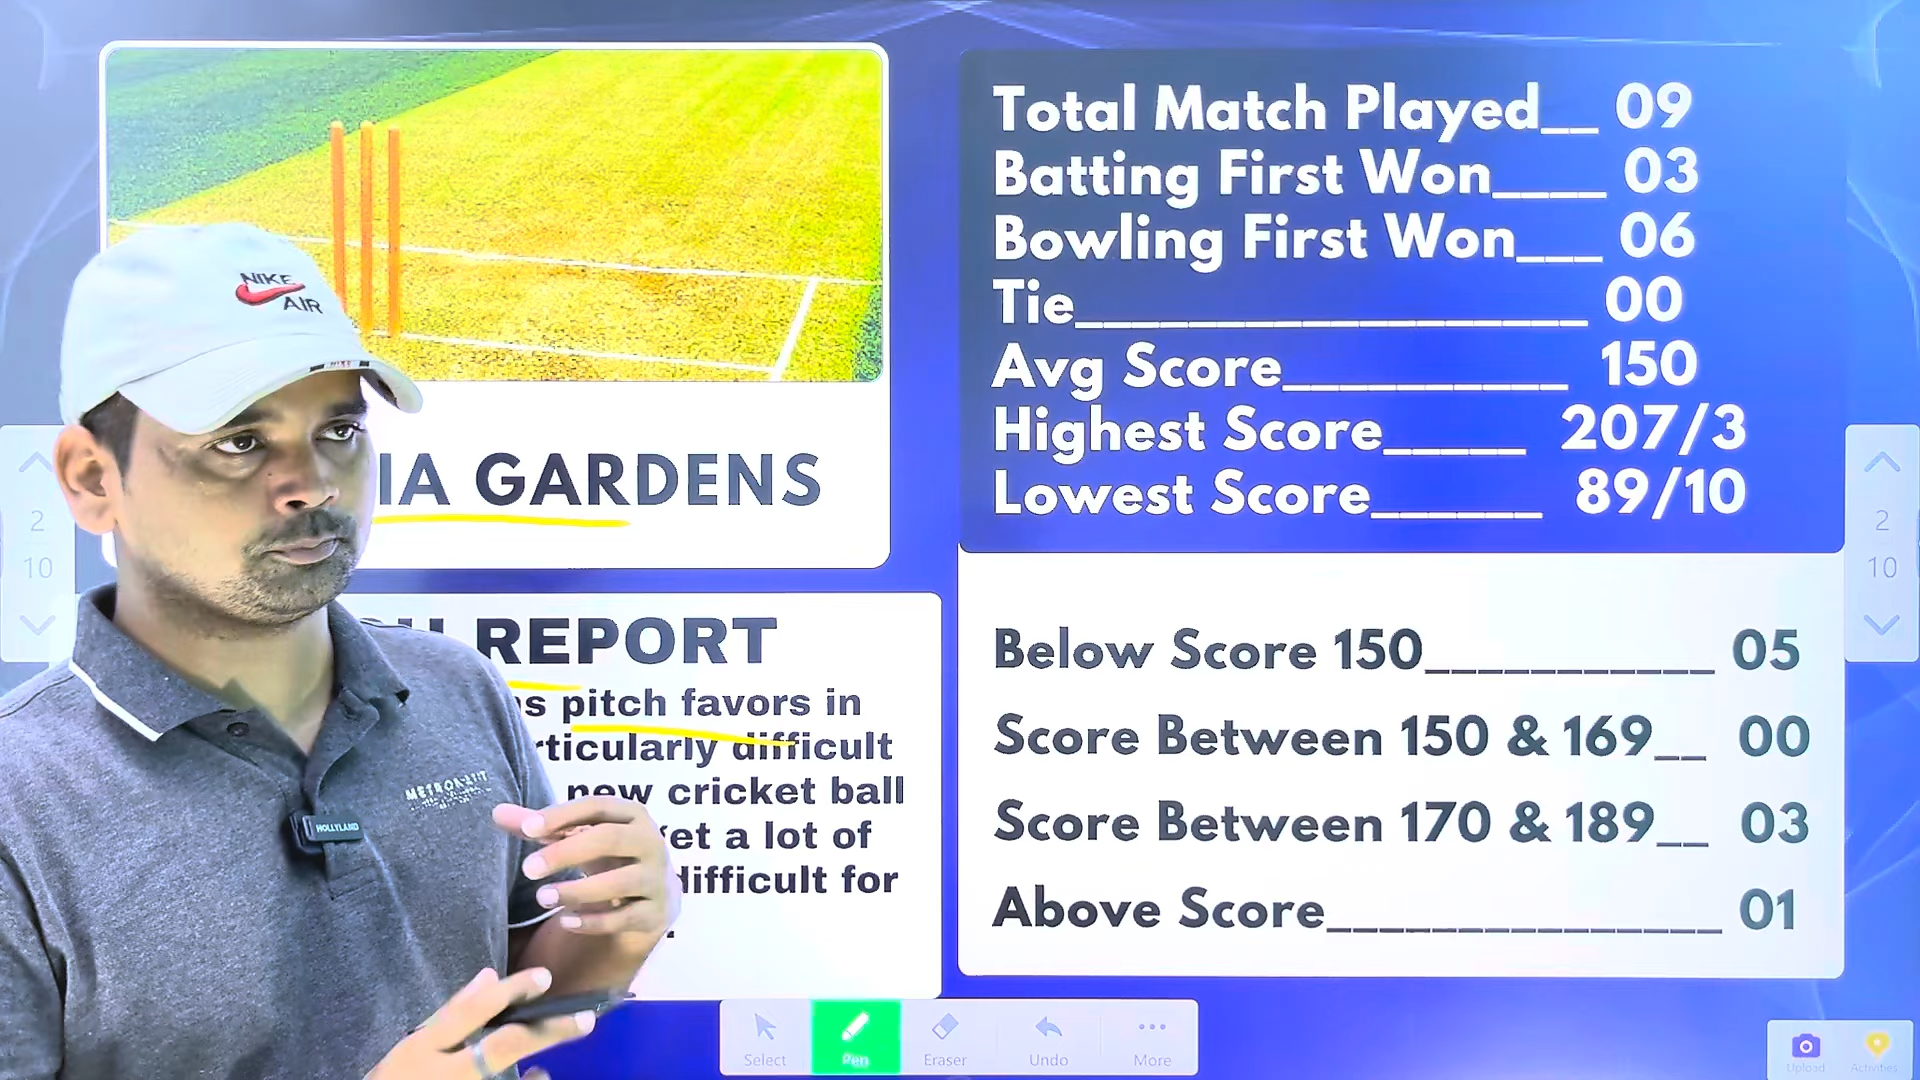 NIKE
AIR
IA GARDENS
REPORT
pitch favors in
rticularly difficult
new cricket ball
et a lot of
difficult for
HOLLYLAND
Total Match Played__ 09
Batting First Won____ 03
Bowling First Won___ 06
Tie__________________ 00
Avg Score__________ 150
Highest Score_____ 207/3
Lowest Score______ 89/10
Below Score 150___________ 05
Score Between 150 & 169__ 00
Score Between 170 & 189__ 03
Above Score_______________ 01
2
10
2
10
Select
Pen
Eraser
Undo
More
Upload
Activities